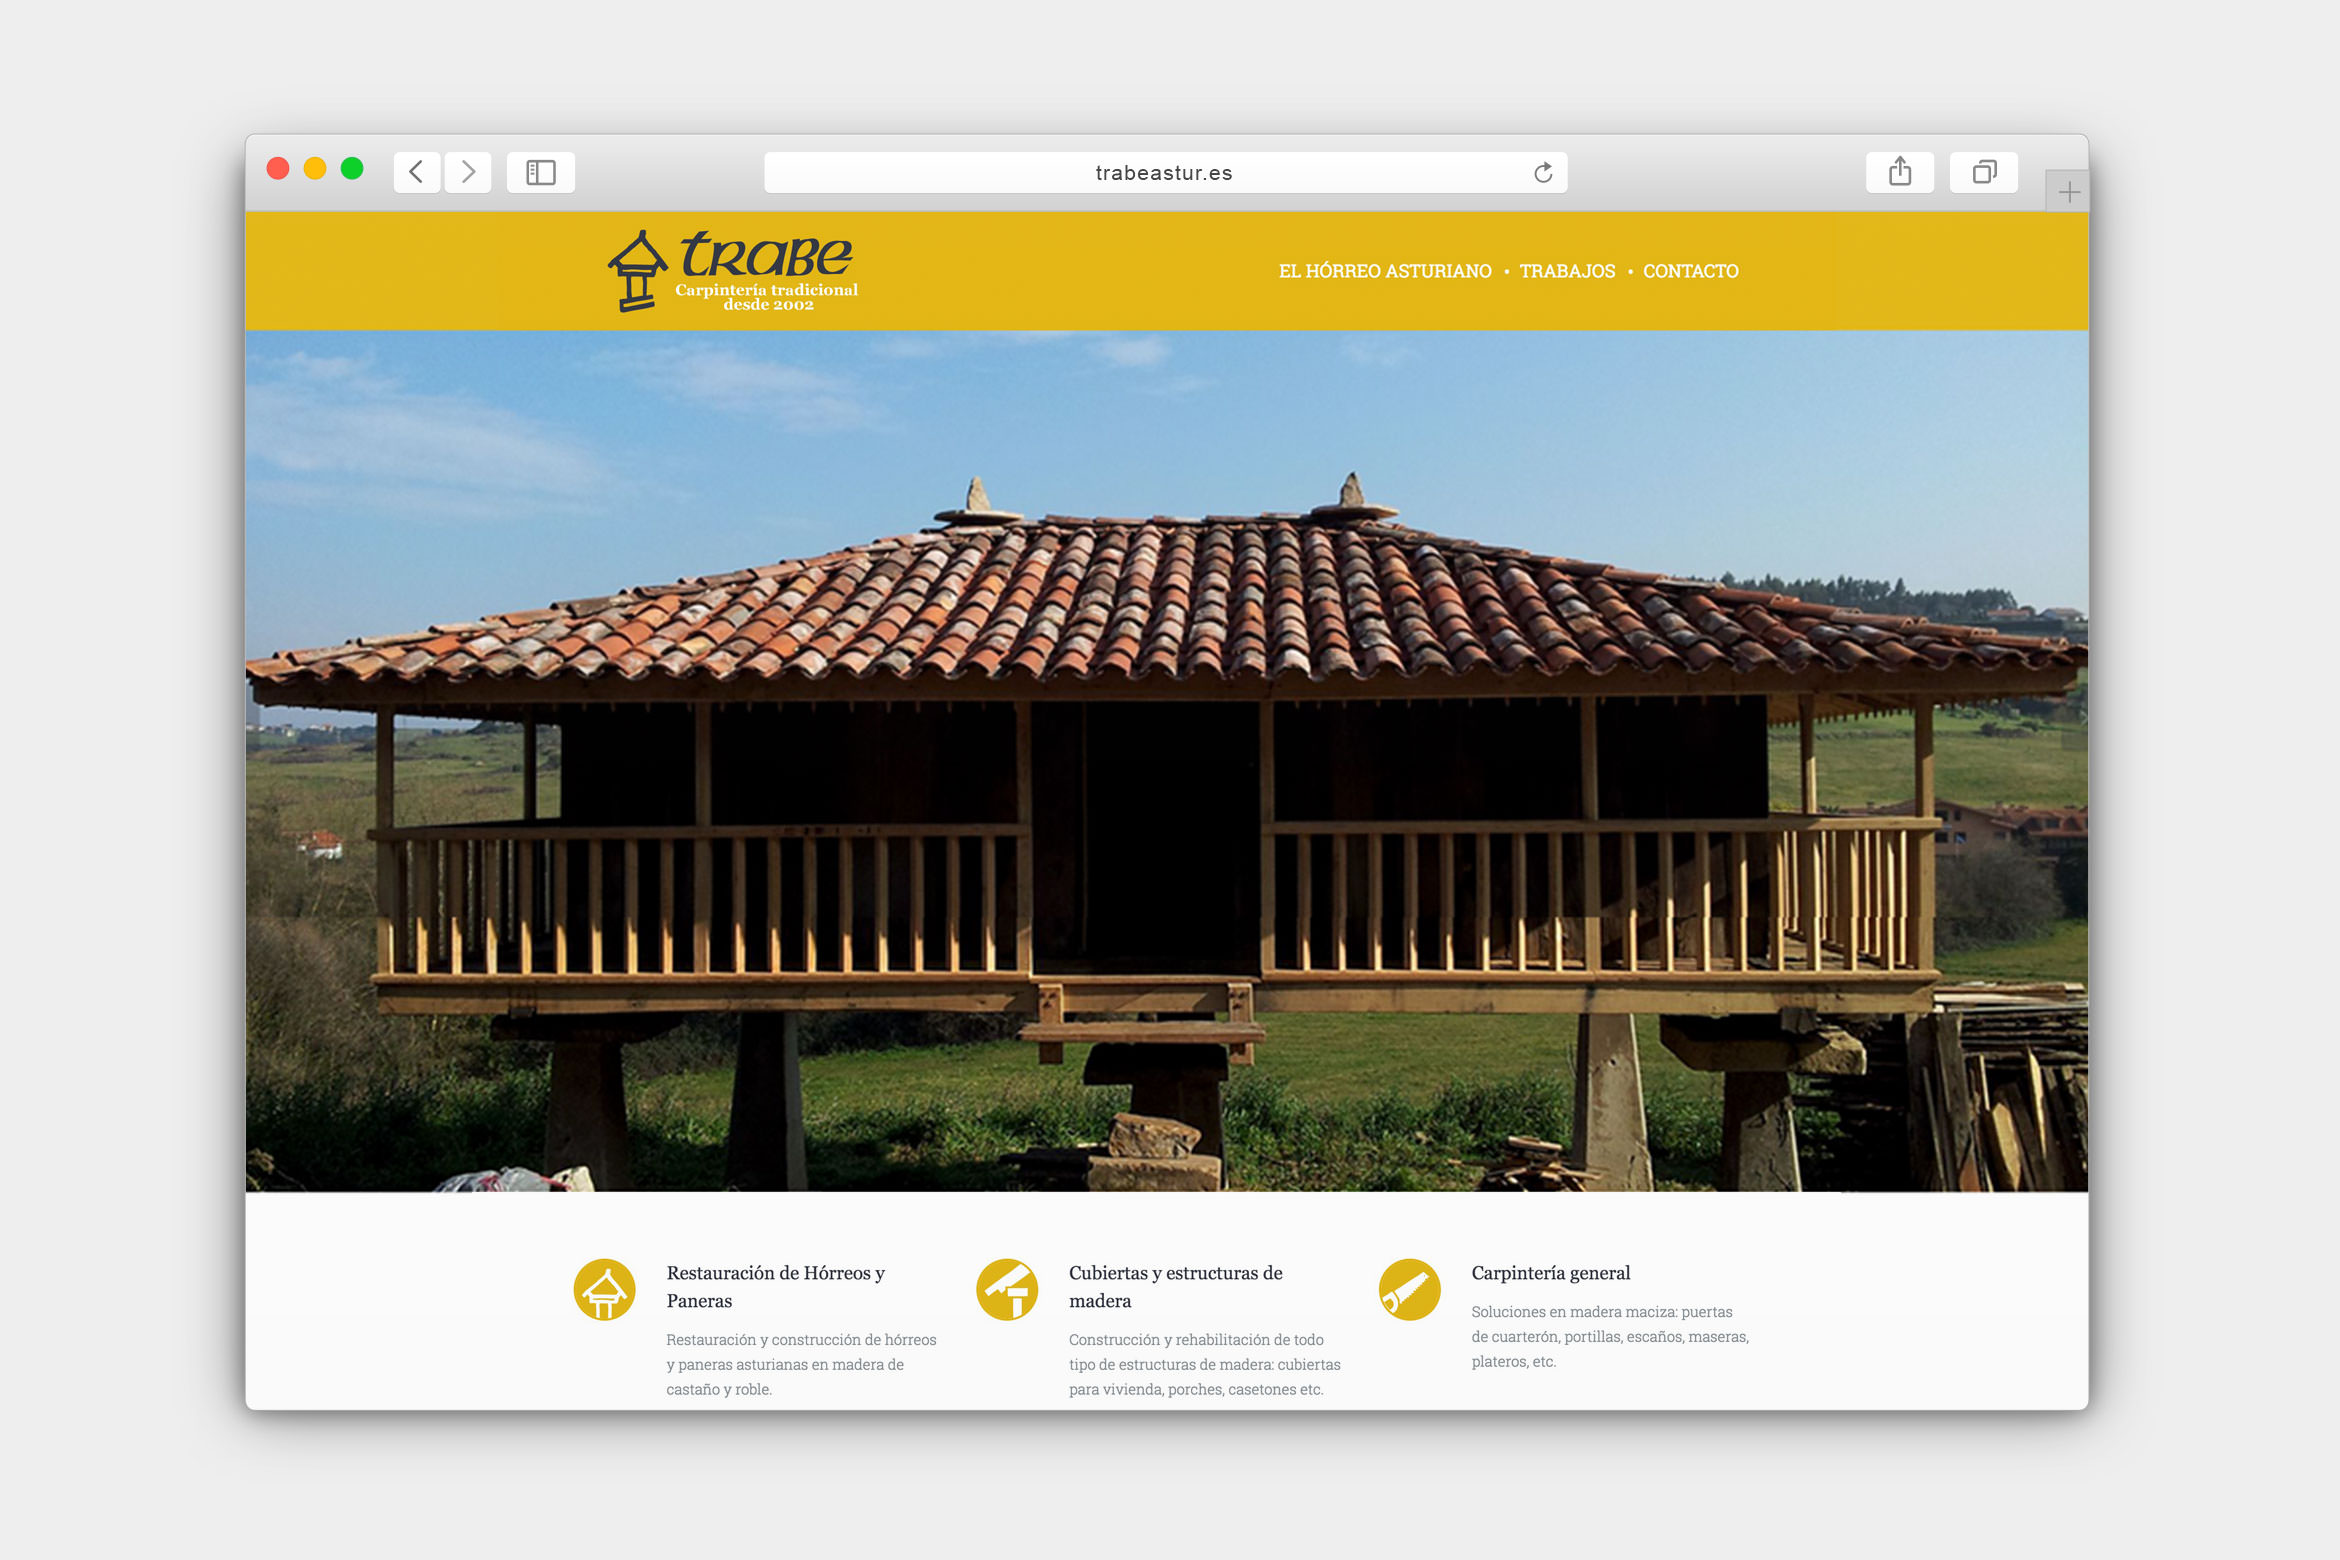 trabeastur.es
trabe
Carpintería tradicional
desde 2002
EL HÓRREO ASTURIANO • TRABAJOS • CONTACTO
Restauración de Hórreos y
Paneras
Restauración y construcción de hórreos
y paneras asturianas en madera de
castaño y roble.
Cubiertas y estructuras de
madera
Construcción y rehabilitación de todo
tipo de estructuras de madera: cubiertas
para vivienda, porches, casetones etc.
Carpintería general
Soluciones en madera maciza: puertas
de cuarterón, portillas, escaños, maseras,
plateros, etc.